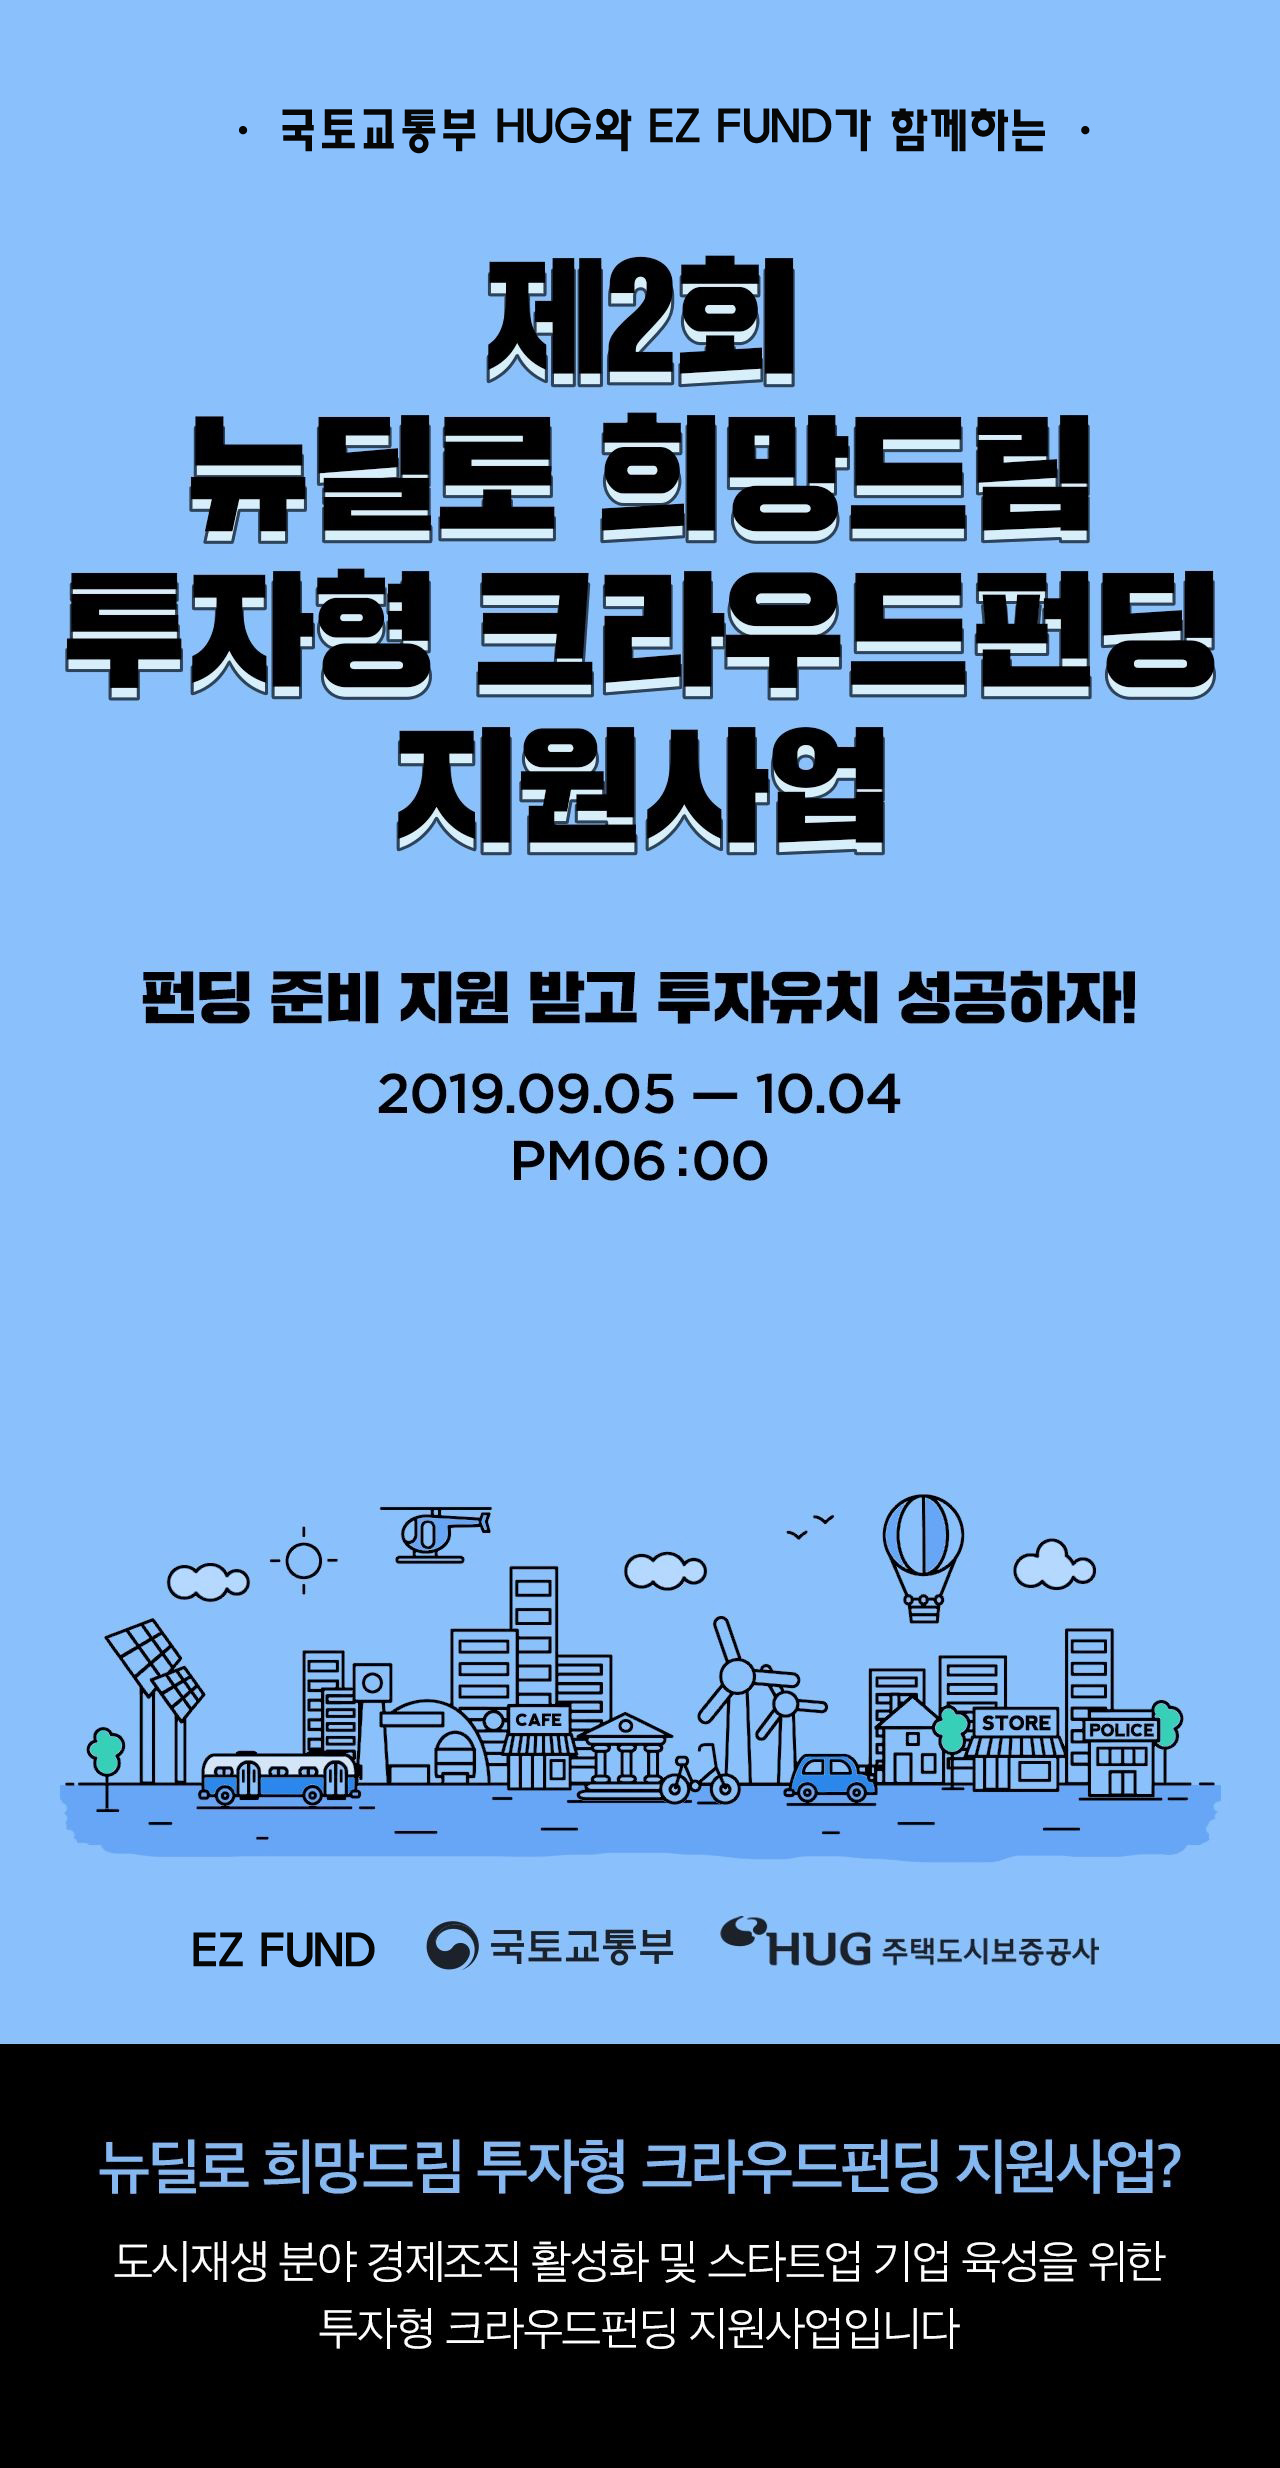 · 국토교통부 HUG와 EZ FUND가 함께하는 ·
제2회
뉴딜로 희망드림
투자형 크라우드펀딩
지원사업
펀딩 준비 지원 받고 투자유치 성공하자!
2019.09.05 — 10.04
PM06:00
CAFE
STORE
POLICE
EZ FUND 국토교통부 HUG 주택도시보증공사
뉴딜로 희망드림 투자형 크라우드펀딩 지원사업?
도시재생 분야 경제조직 활성화 및 스타트업 기업 육성을 위한
투자형 크라우드펀딩 지원사업입니다